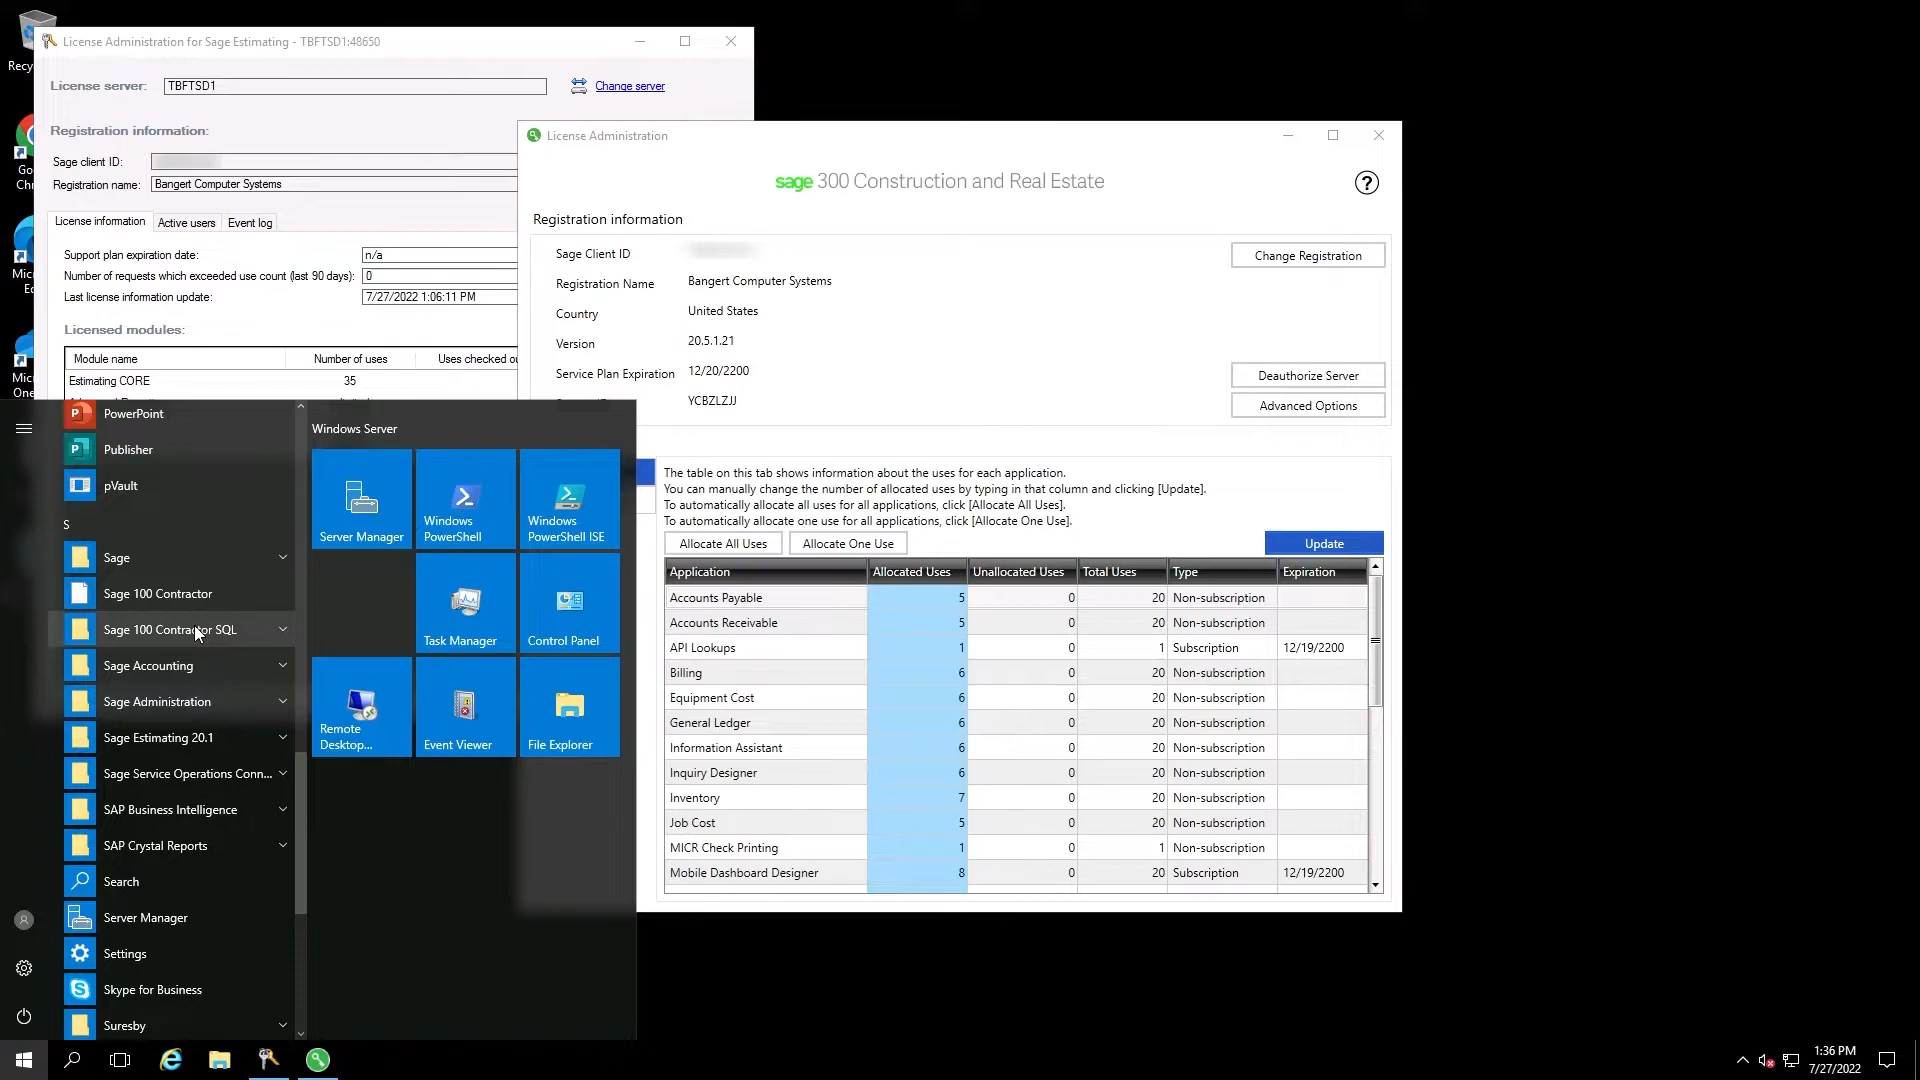 Recy
License Administration for Sage Estimating - TBFTSD1:48650
License server:
TBFTSD1
Change server
Registration information:
Sage client ID:
Registration name:
Bangert Computer Systems
License information
Active users
Event log
Support plan expiration date:
n/a
Number of requests which exceeded use count (last 90 days):
0
Last license information update:
7/27/2022 1:06:11 PM
Licensed modules:
Module name
Number of uses
Uses checked ou
Estimating CORE
35
Go
Chr
Mic
Ed
Mic
One
License Administration
sage 300 Construction and Real Estate
?
Registration information
Sage Client ID
Change Registration
Registration Name
Bangert Computer Systems
Country
United States
Version
20.5.1.21
Service Plan Expiration
12/20/2200
Deauthorize Server
YCBZLZJJ
Advanced Options
The table on this tab shows information about the uses for each application.
You can manually change the number of allocated uses by typing in that column and clicking [Update].
To automatically allocate all uses for all applications, click [Allocate All Uses].
To automatically allocate one use for all applications, click [Allocate One Use].
Allocate All Uses
Allocate One Use
Update
Application Allocated Uses Unallocated Uses Total Uses Type Expiration
Accounts Payable 5 0 20 Non-subscription
Accounts Receivable 5 0 20 Non-subscription
API Lookups 1 0 1 Subscription 12/19/2200
Billing 6 0 20 Non-subscription
Equipment Cost 6 0 20 Non-subscription
General Ledger 6 0 20 Non-subscription
Information Assistant 6 0 20 Non-subscription
Inquiry Designer 6 0 20 Non-subscription
Inventory 7 0 20 Non-subscription
Job Cost 5 0 20 Non-subscription
MICR Check Printing 1 0 1 Non-subscription
Mobile Dashboard Designer 8 0 20 Subscription 12/19/2200
PowerPoint
Publisher
pVault
S
Sage
Sage 100 Contractor
Sage 100 Contractor SQL
Sage Accounting
Sage Administration
Sage Estimating 20.1
Sage Service Operations Conn...
SAP Business Intelligence
SAP Crystal Reports
Search
Server Manager
Settings
Skype for Business
Suresby
Windows Server
Server Manager
Windows
PowerShell
Windows
PowerShell ISE
Task Manager
Control Panel
Remote
Desktop...
Event Viewer
File Explorer
1:36 PM
7/27/2022